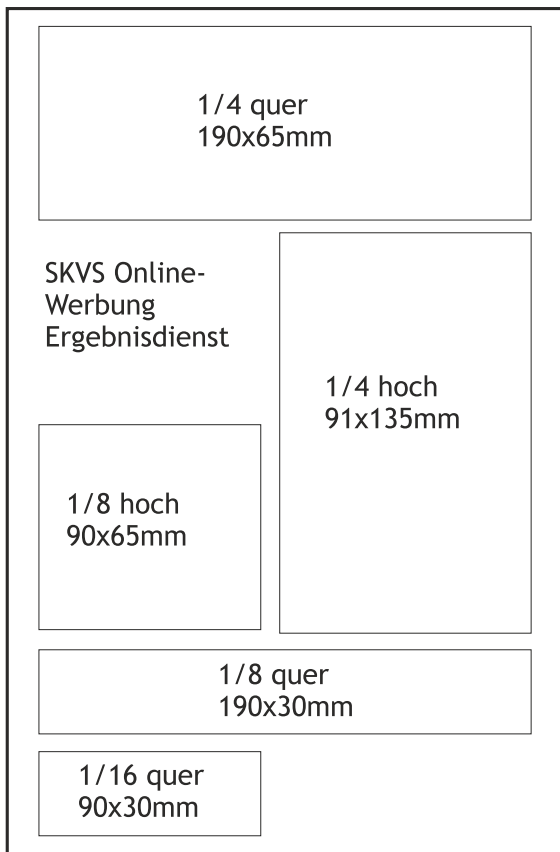 1/4 quer
190x65mm
SKVS Online-
Werbung
Ergebnisdienst
1/4 hoch
91x135mm
1/8 hoch
90x65mm
1/8 quer
190x30mm
1/16 quer
90x30mm